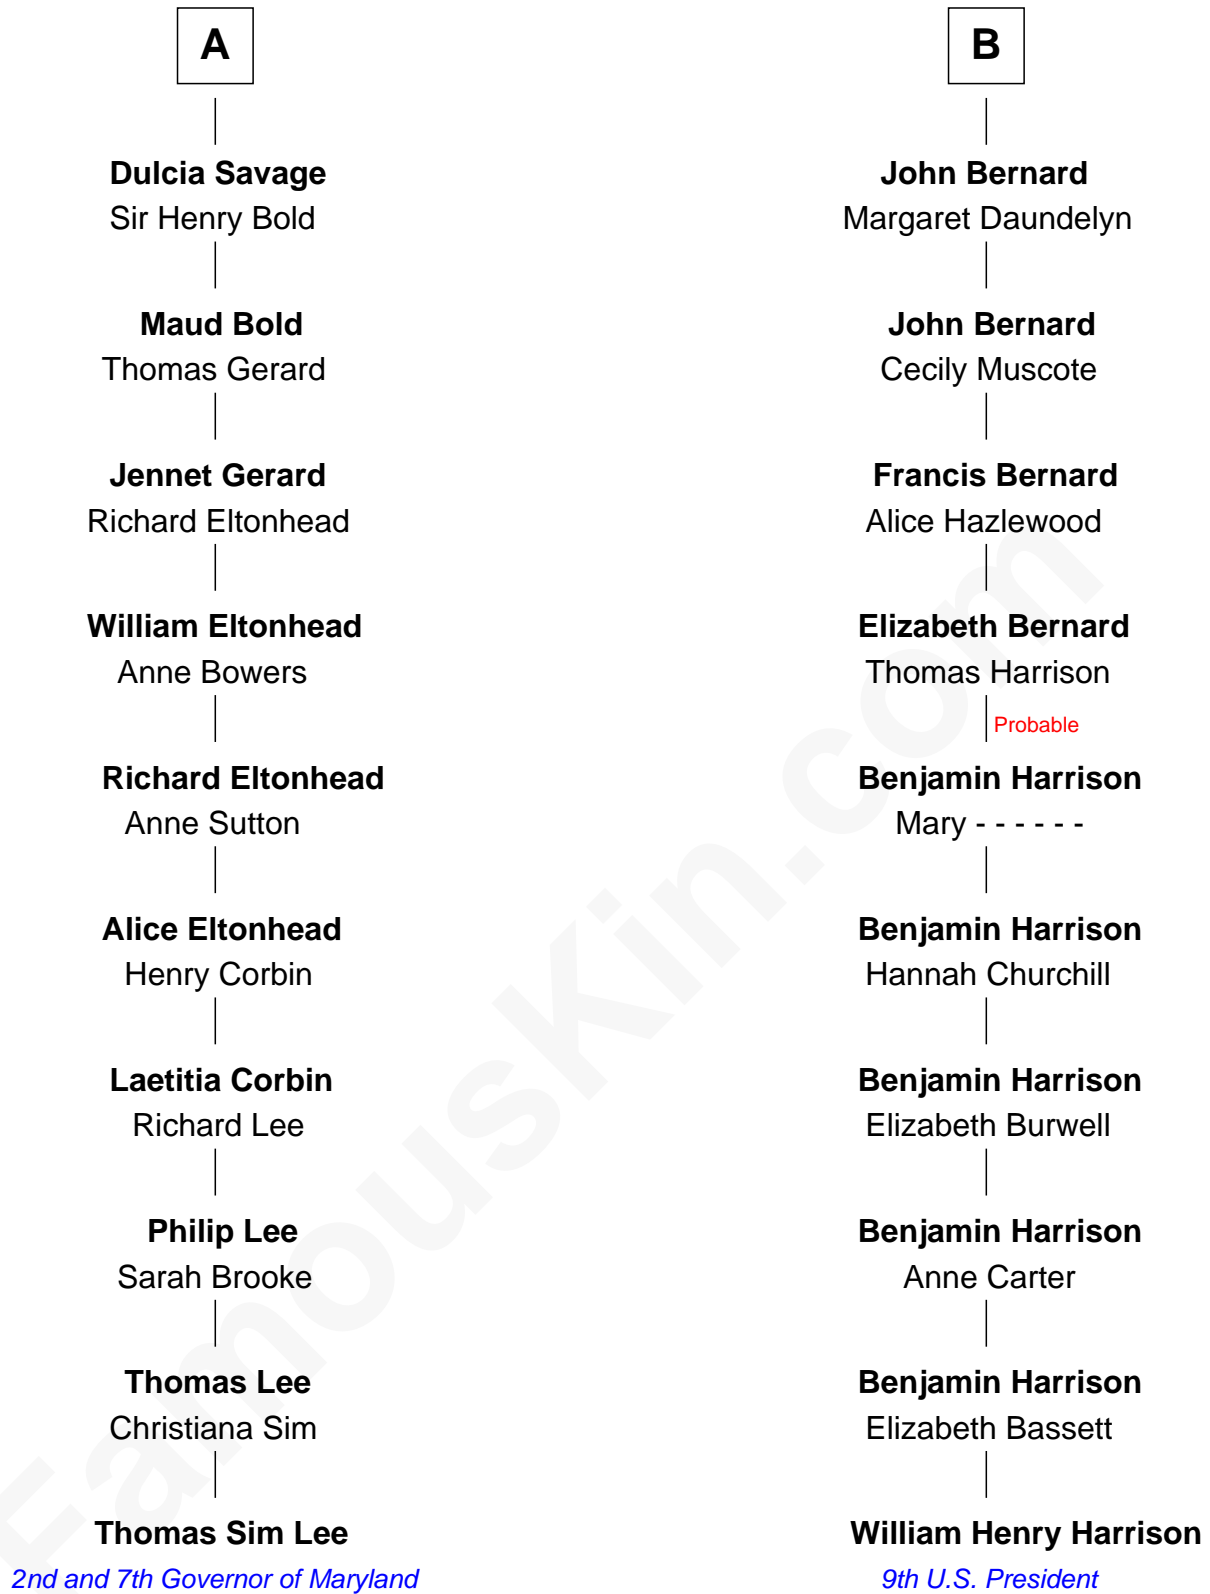 A
Dulcia Savage
Sir Henry Bold
Maud Bold
Thomas Gerard
Jennet Gerard
Richard Eltonhead
William Eltonhead
Anne Bowers
Richard Eltonhead
Anne Sutton
Alice Eltonhead
Henry Corbin
Laetitia Corbin
Richard Lee
Philip Lee
Sarah Brooke
Thomas Lee
Christiana Sim
Thomas Sim Lee
2nd and 7th Governor of Maryland
B
John Bernard
Margaret Daundelyn
John Bernard
Cecily Muscote
Francis Bernard
Alice Hazlewood
Elizabeth Bernard
Thomas Harrison
Probable
Benjamin Harrison
Mary - - - - - -
Benjamin Harrison
Hannah Churchill
Benjamin Harrison
Elizabeth Burwell
Benjamin Harrison
Anne Carter
Benjamin Harrison
Elizabeth Bassett
William Henry Harrison
9th U.S. President
FamousKin.com